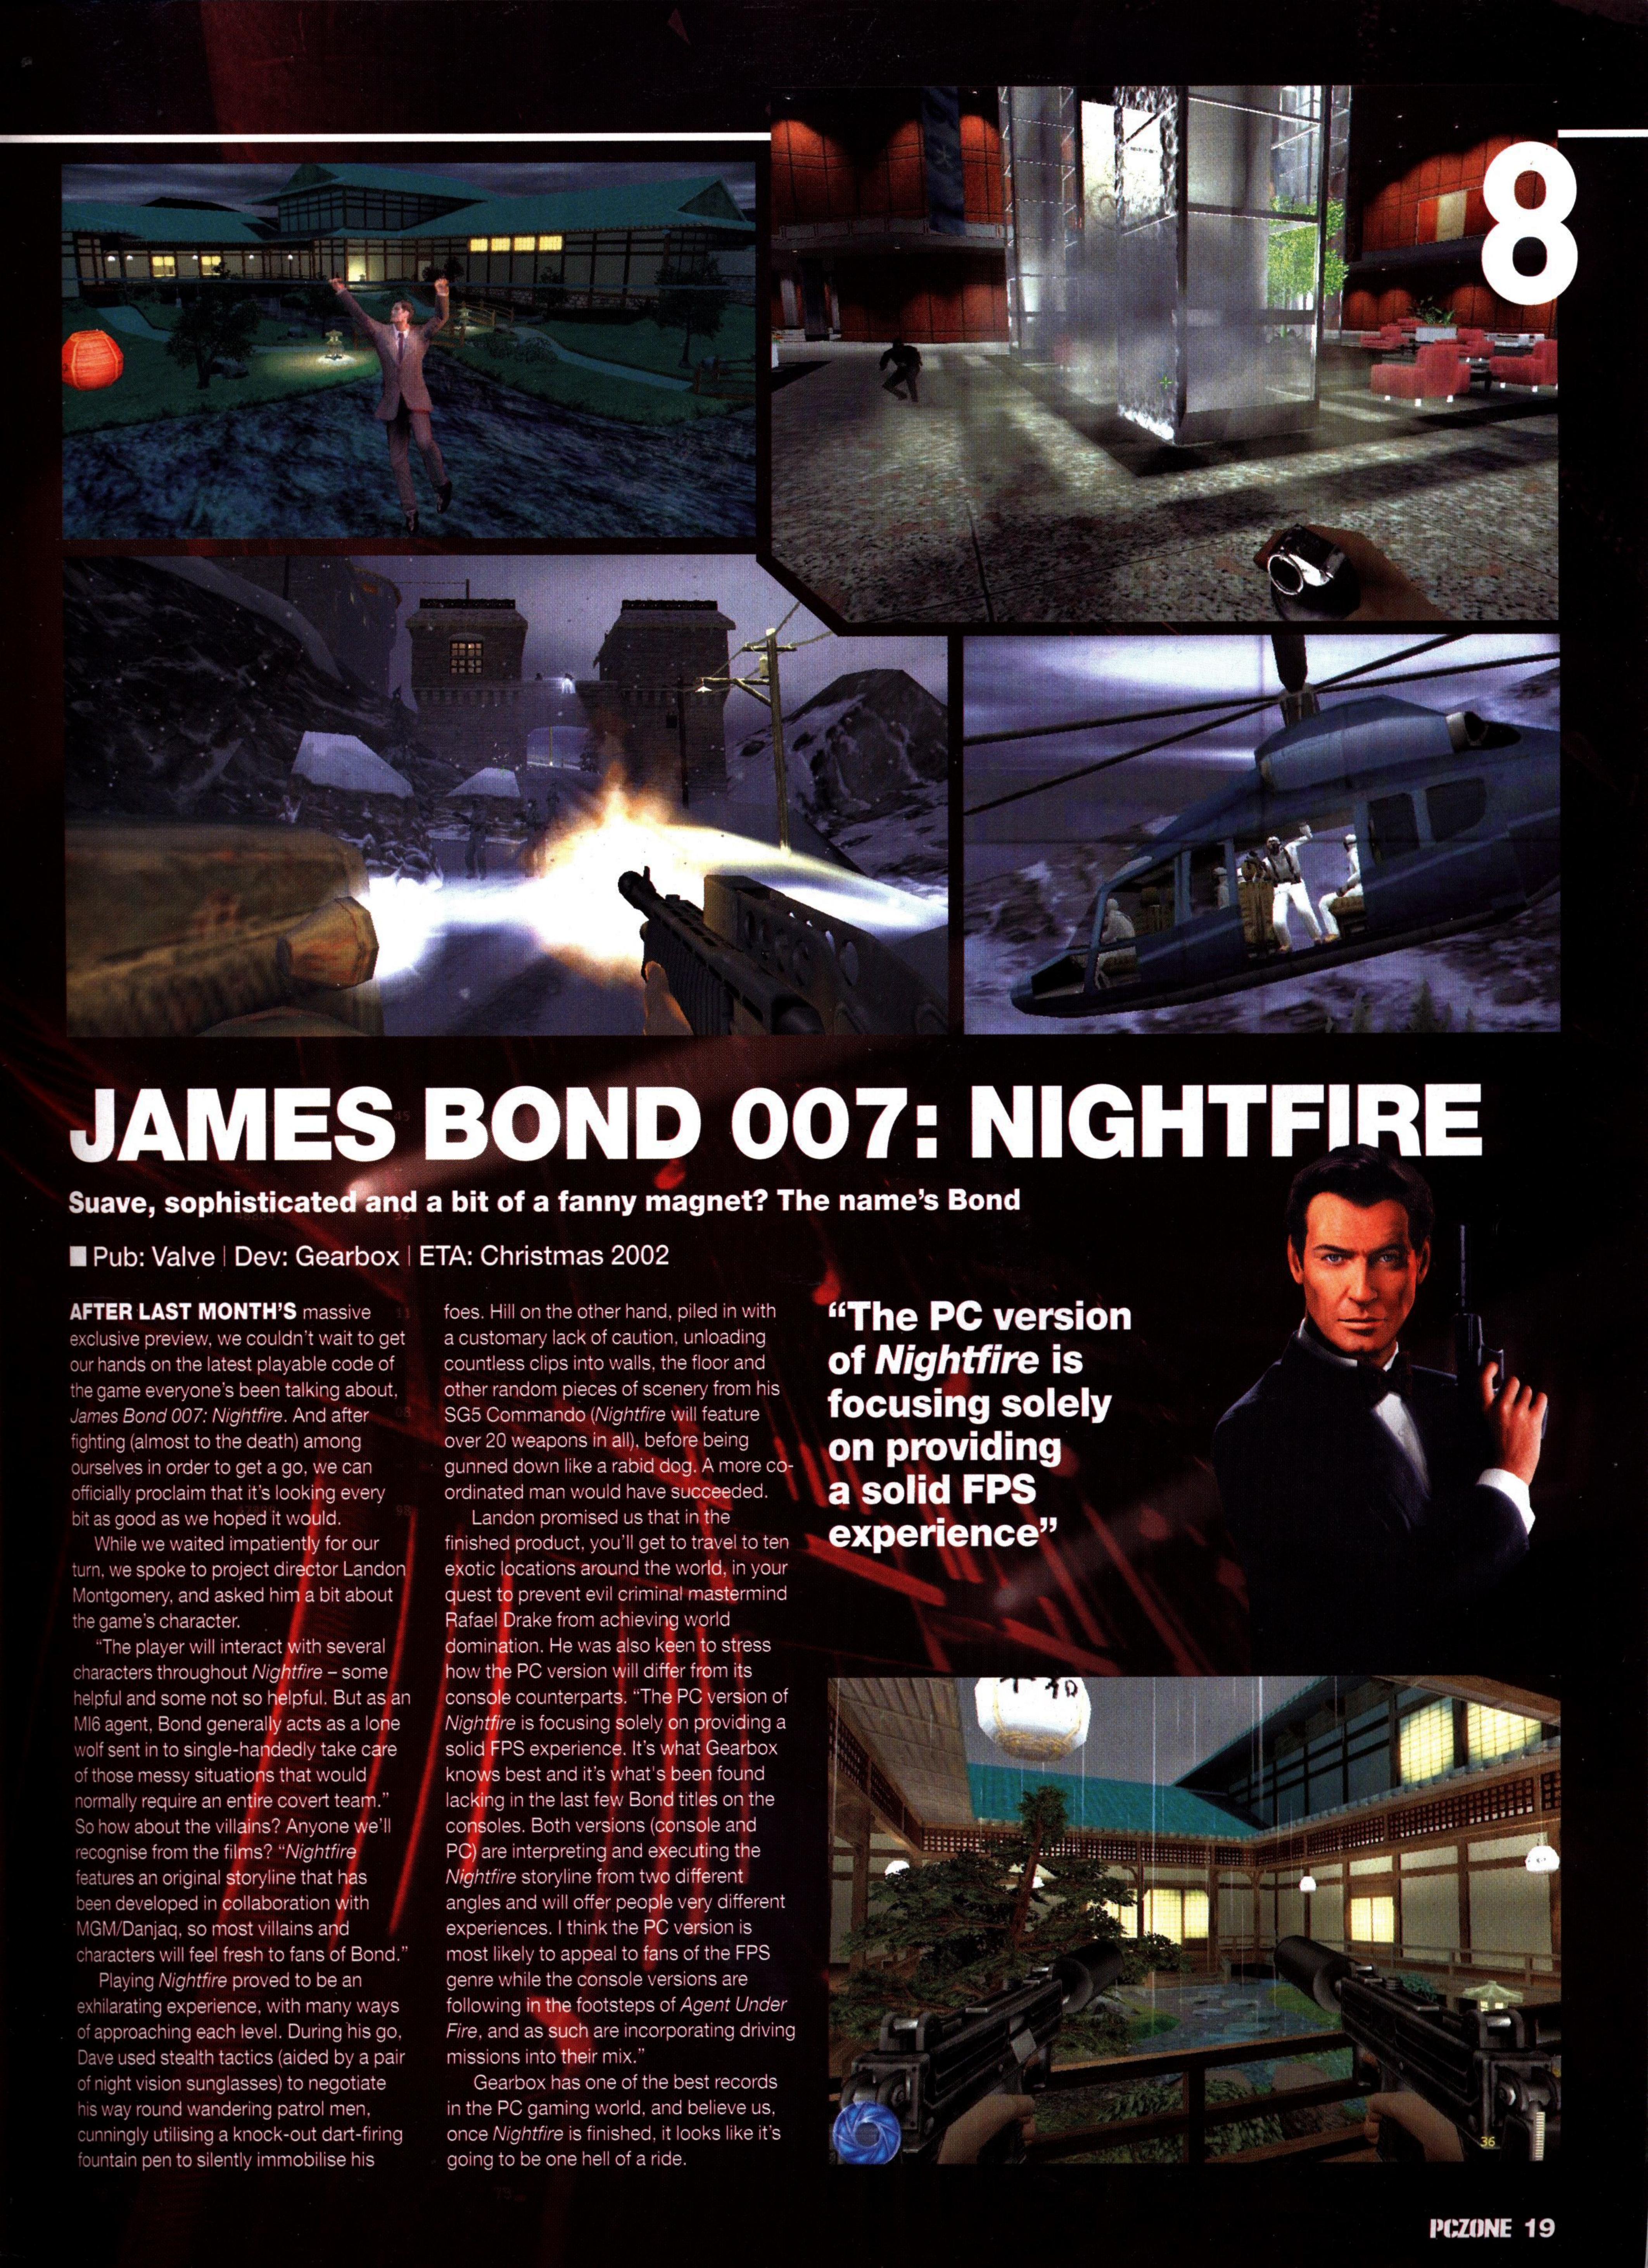 8
JAMES BOND 007: NIGHTFIRE
Suave, sophisticated and a bit of a fanny magnet? The name's Bond
■ Pub: Valve | Dev: Gearbox | ETA: Christmas 2002
AFTER LAST MONTH'S massive
exclusive preview, we couldn't wait to get
our hands on the latest playable code of
the game everyone's been talking about,
James Bond 007: Nightfire. And after
fighting (almost to the death) among
ourselves in order to get a go, we can
officially proclaim that it's looking every
bit as good as we hoped it would.
While we waited impatiently for our
turn, we spoke to project director Landon
Montgomery, and asked him a bit about
the game's character.
"The player will interact with several
characters throughout Nightfire – some
helpful and some not so helpful. But as an
MI6 agent, Bond generally acts as a lone
wolf sent in to single-handedly take care
of those messy situations that would
normally require an entire covert team."
So how about the villains? Anyone we'll
recognise from the films? "Nightfire
features an original storyline that has
been developed in collaboration with
MGM/Danjaq, so most villains and
characters will feel fresh to fans of Bond."
Playing Nightfire proved to be an
exhilarating experience, with many ways
of approaching each level. During his go,
Dave used stealth tactics (aided by a pair
of night vision sunglasses) to negotiate
his way round wandering patrol men,
cunningly utilising a knock-out dart-firing
fountain pen to silently immobilise his
foes. Hill on the other hand, piled in with
a customary lack of caution, unloading
countless clips into walls, the floor and
other random pieces of scenery from his
SG5 Commando (Nightfire will feature
over 20 weapons in all), before being
gunned down like a rabid dog. A more co-
ordinated man would have succeeded.
Landon promised us that in the
finished product, you'll get to travel to ten
exotic locations around the world, in your
quest to prevent evil criminal mastermind
Rafael Drake from achieving world
domination. He was also keen to stress
how the PC version will differ from its
console counterparts. "The PC version of
Nightfire is focusing solely on providing a
solid FPS experience. It's what Gearbox
knows best and it's what's been found
lacking in the last few Bond titles on the
consoles. Both versions (console and
PC) are interpreting and executing the
Nightfire storyline from two different
angles and will offer people very different
experiences. I think the PC version is
most likely to appeal to fans of the FPS
genre while the console versions are
following in the footsteps of Agent Under
Fire, and as such are incorporating driving
missions into their mix."
Gearbox has one of the best records
in the PC gaming world, and believe us,
once Nightfire is finished, it looks like it's
going to be one hell of a ride.
"The PC version
of Nightfire is
focusing solely
on providing
a solid FPS
experience"
36
PCZONE 19